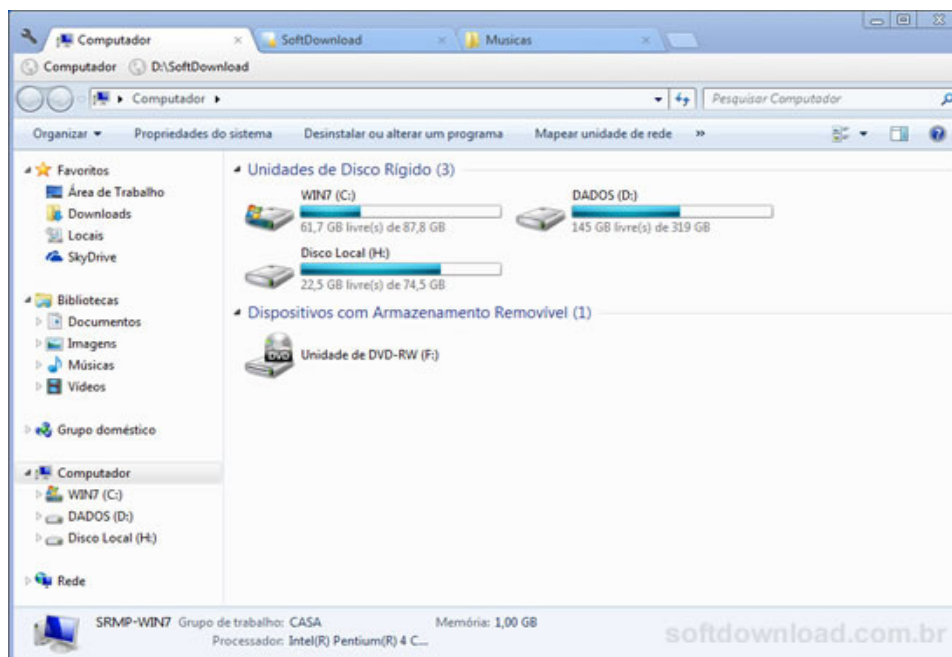 Computador
SoftDownload
Musicas
Computador D:\SoftDownload
Computador
Pesquisar Computador
Organizar Propriedades do sistema Desinstalar ou alterar um programa Mapear unidade de rede »
Favoritos
Área de Trabalho
Downloads
Locais
SkyDrive
Bibliotecas
Documentos
Imagens
Músicas
Vídeos
Grupo doméstico
Computador
WIN7 (C:)
DADOS (D:)
Disco Local (H:)
Rede
Unidades de Disco Rígido (3)
WIN7 (C:)
61,7 GB livre(s) de 87,8 GB
DADOS (D:)
145 GB livre(s) de 319 GB
Disco Local (H:)
22,5 GB livre(s) de 74,5 GB
Dispositivos com Armazenamento Removível (1)
DVD
Unidade de DVD-RW (F:)
SRMP-WIN7 Grupo de trabalho: CASA Memória: 1,00 GB
Processador: Intel(R) Pentium(R) 4 C...
softdownload.com.br